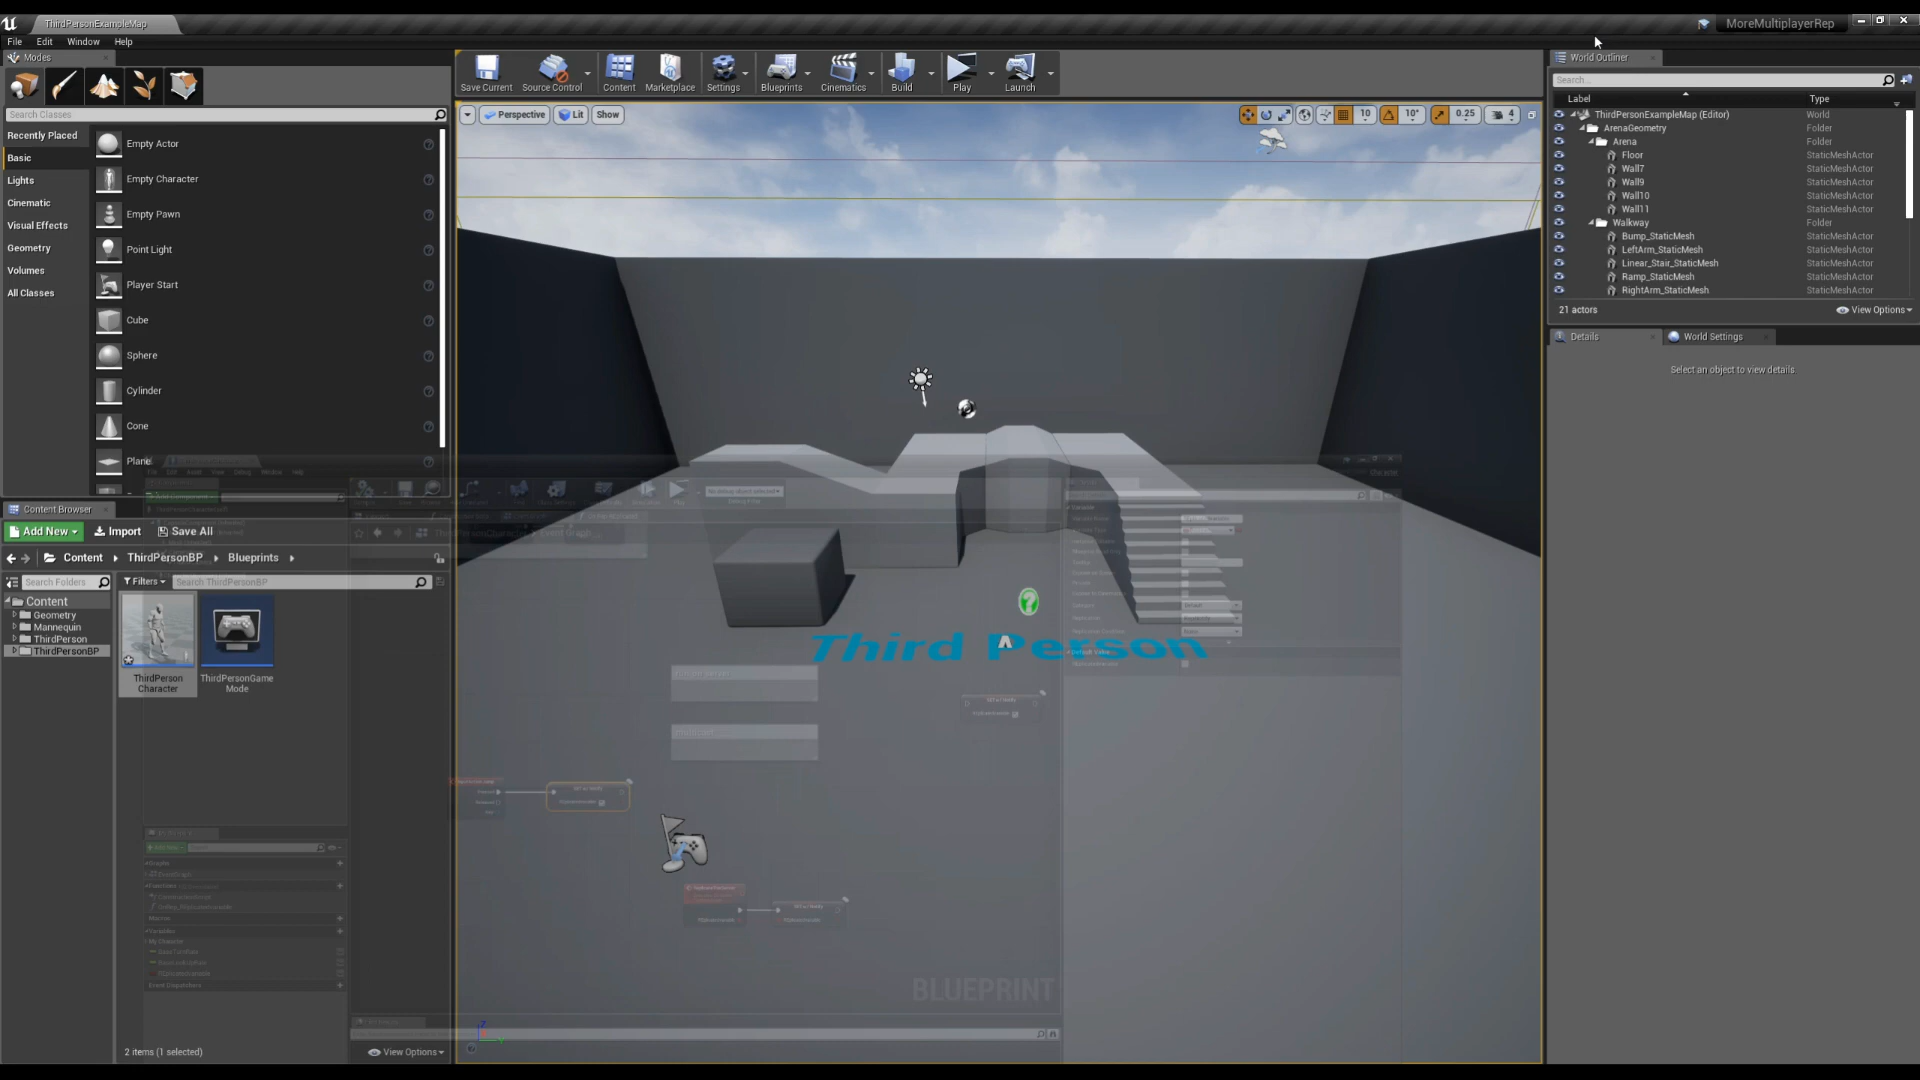 ThirdPersonExampleMap
MoreMultiplayerRep
File Edit Window Help
Modes
Search Classes
Recently Placed
Basic
Lights
Cinematic
Visual Effects
Geometry
Volumes
All Classes
Empty Actor
Empty Character
Empty Pawn
Point Light
Player Start
Cube
Sphere
Cylinder
Cone
Plane
Save Current
Source Control
Content
Marketplace
Settings
Blueprints
Cinematics
Build
Play
Launch
Perspective
Lit
Show
10
10°
0.25
4
Third Person
BLUEPRINT
World Outliner
Search...
Label Type
ThirdPersonExampleMap (Editor) World
ArenaGeometry Folder
Arena Folder
Floor StaticMeshActor
Wall7 StaticMeshActor
Wall9 StaticMeshActor
Wall10 StaticMeshActor
Wall11 StaticMeshActor
Walkway Folder
Bump_StaticMesh StaticMeshActor
LeftArm_StaticMesh StaticMeshActor
Linear_Stair_StaticMesh StaticMeshActor
Ramp_StaticMesh StaticMeshActor
RightArm_StaticMesh StaticMeshActor
21 actors
View Options
Details
World Settings
Select an object to view details
Content Browser
Add New
Import
Save All
Content ThirdPersonBP Blueprints
Search Folders
Filters
Search ThirdPersonBP
Content
Geometry
Mannequin
ThirdPerson
ThirdPersonBP
ThirdPerson
Character
ThirdPersonGame
Mode
2 items (1 selected)
View Options